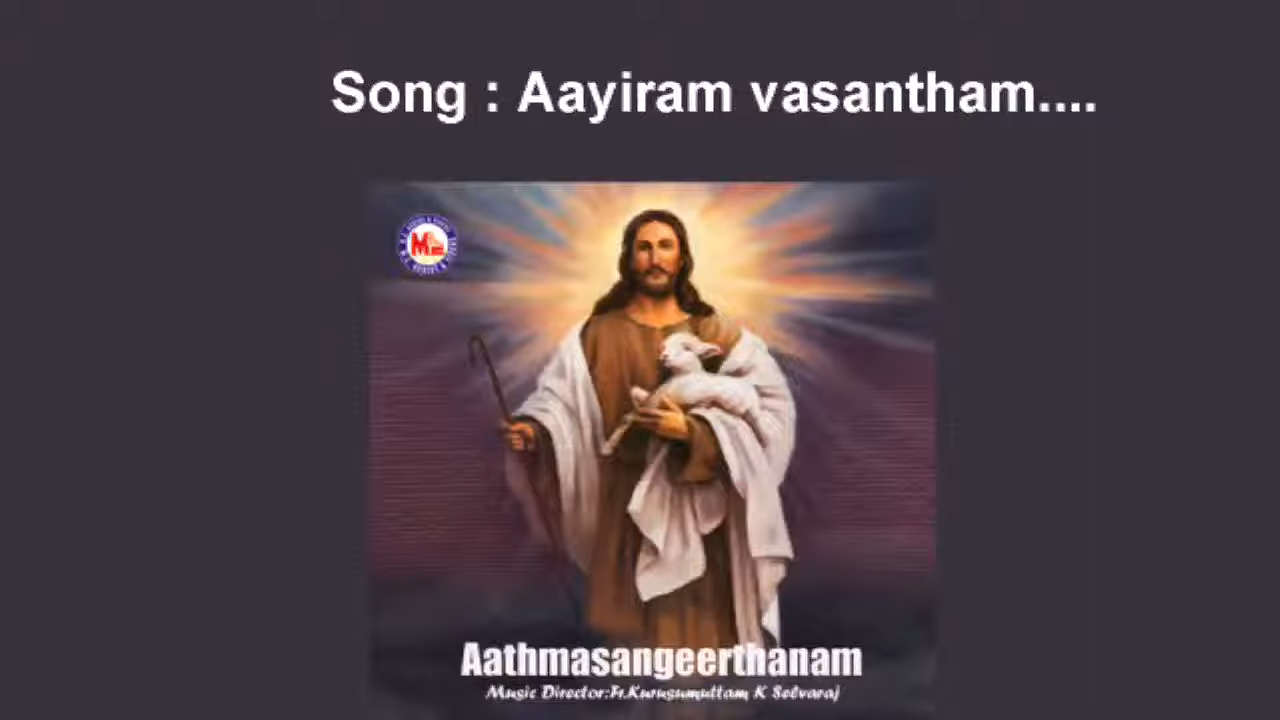 Song : Aayiram vasantham....
Aathmasangeerthanam
Music Director:Fr.Kurusumuttam K Selvaraj